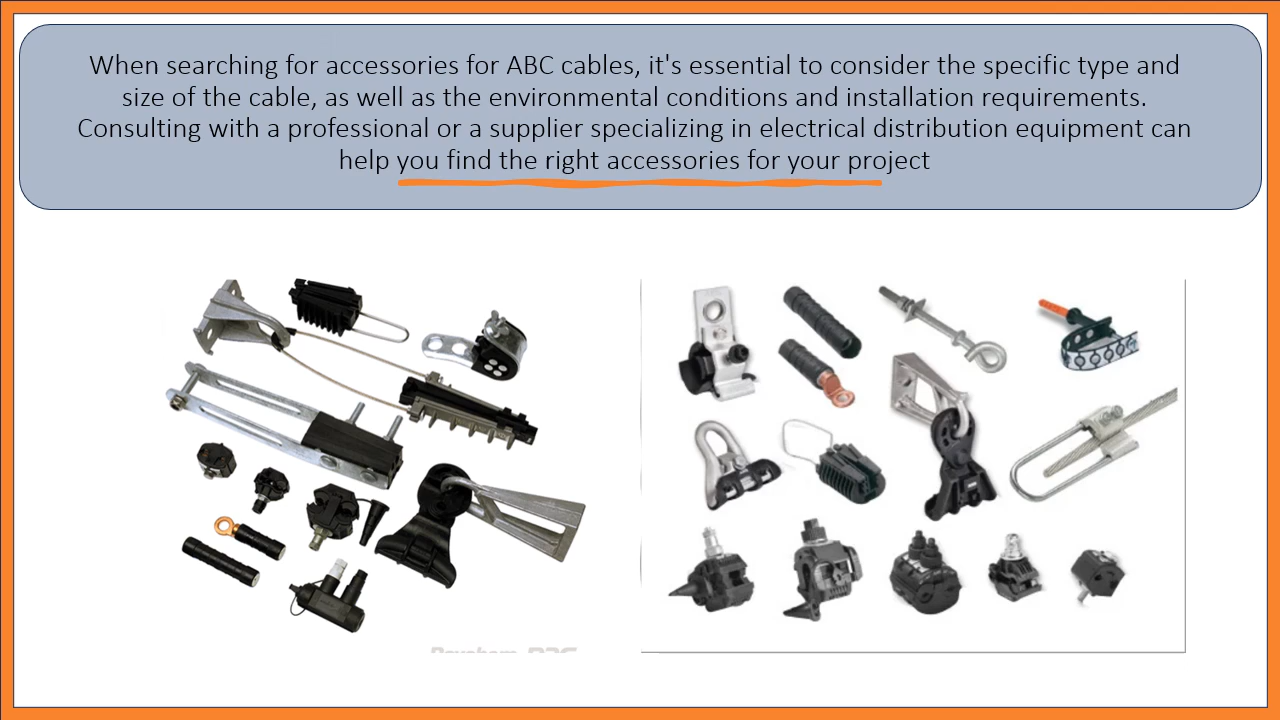 When searching for accessories for ABC cables, it's essential to consider the specific type and
size of the cable, as well as the environmental conditions and installation requirements.
Consulting with a professional or a supplier specializing in electrical distribution equipment can
help you find the right accessories for your project